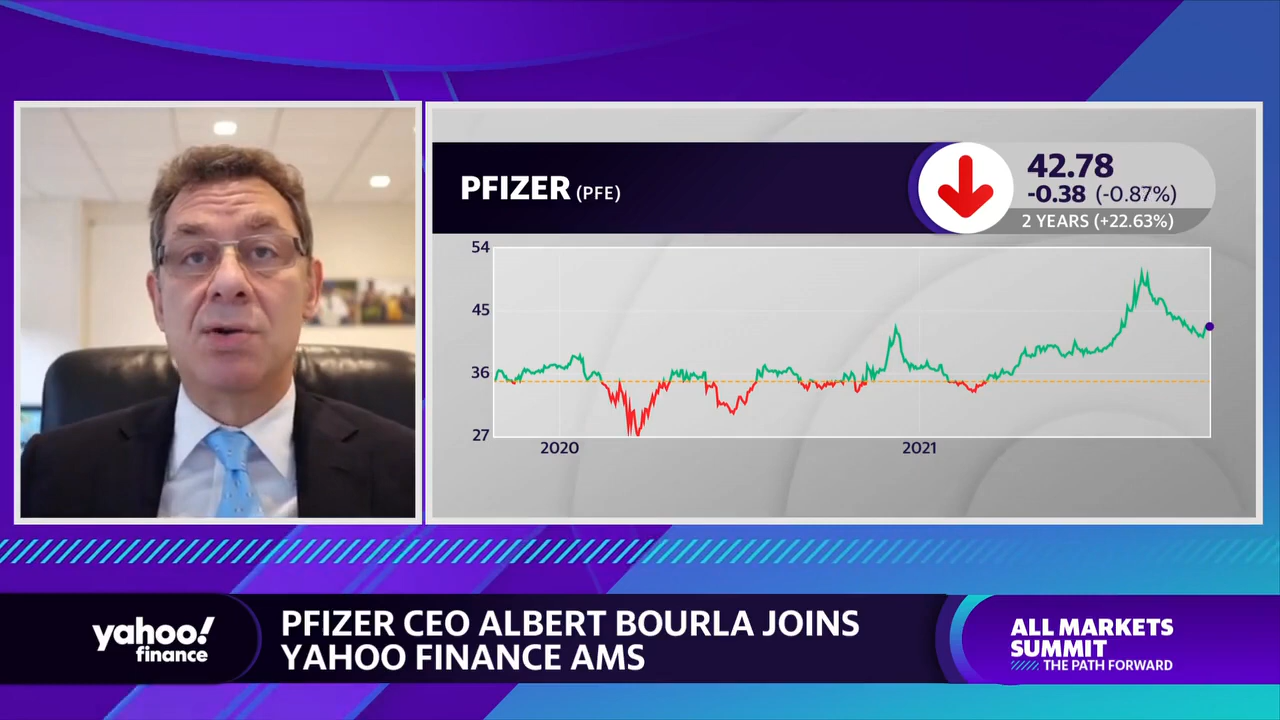 PFIZER (PFE)
42.78
-0.38 (-0.87%)
2 YEARS (+22.63%)
54
45
36
27
2020
2021
yahoo!
finance
PFIZER CEO ALBERT BOURLA JOINS
YAHOO FINANCE AMS
ALL MARKETS
SUMMIT
THE PATH FORWARD